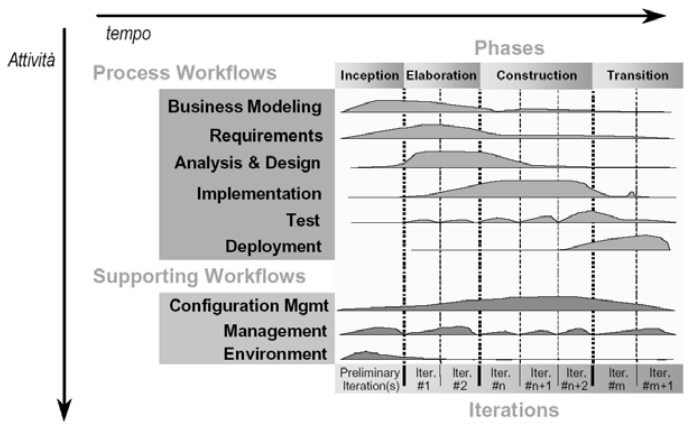 tempo
Attività
Phases
Process Workflows
Inception Elaboration Construction Transition
Business Modeling
Requirements
Analysis & Design
Implementation
Test
Deployment
Supporting Workflows
Configuration Mgmt
Management
Environment
Preliminary Iteration(s)
Iter. #1
Iter. #2
Iter. #n
Iter. #n+1
Iter. #n+2
Iter. #m
Iter. #m+1
Iterations